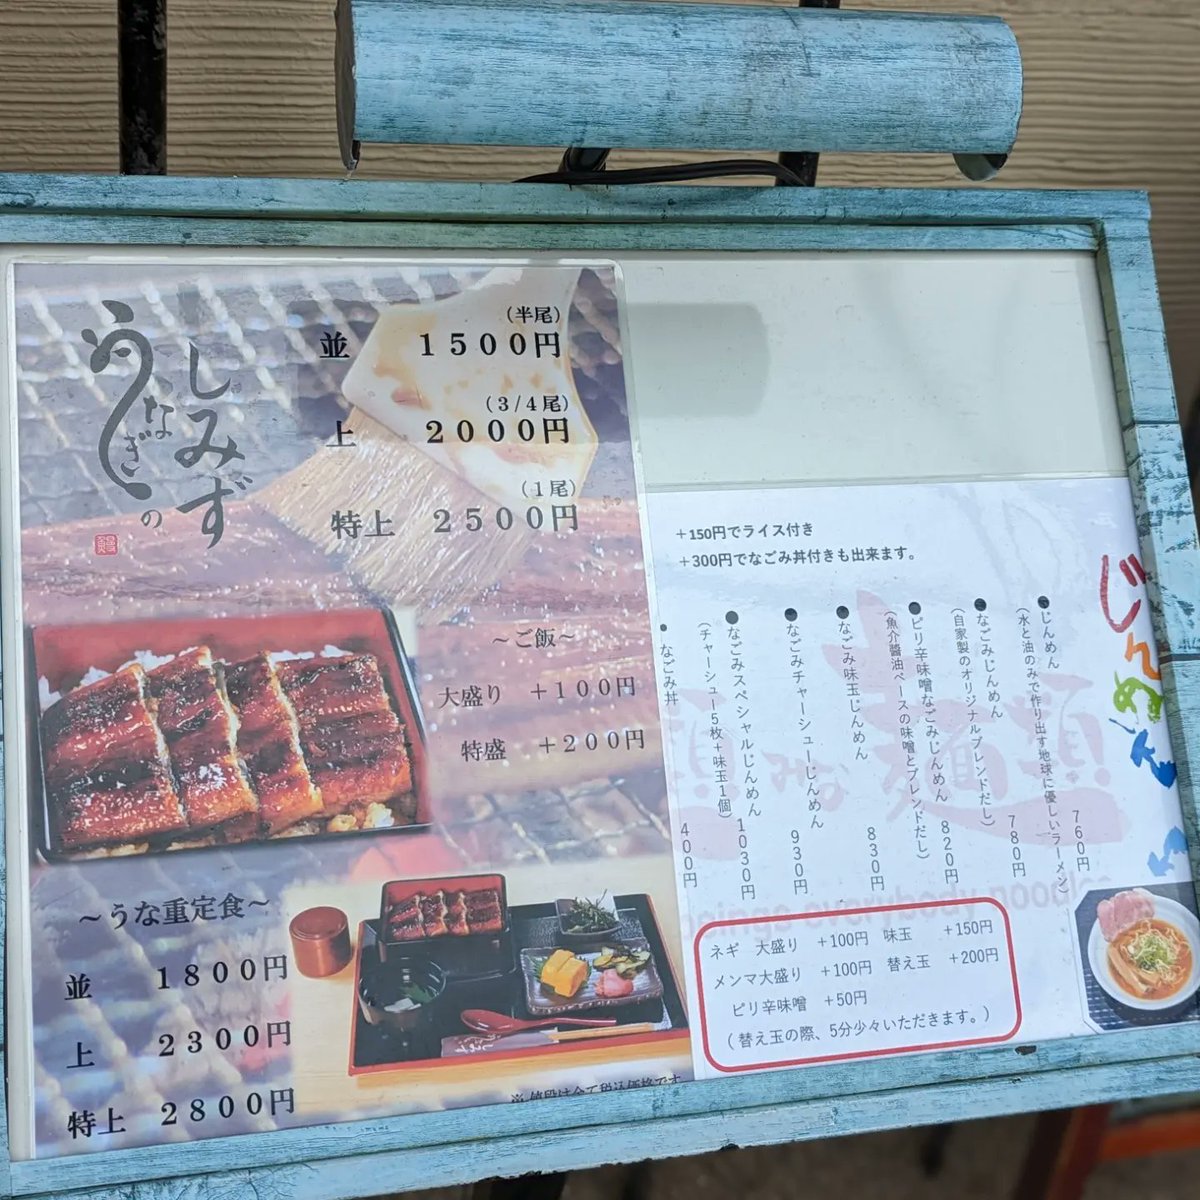 うなぎの
しみず
(半尾)
並 1500円
(3/4尾)
上 2000円
(1尾)
特上 2500円
～ご飯～
大盛り +100円
特盛 +200円
～うな重定食～
並 1800円
上 2300円
特上 2800円
※値段は全て税込価格です
+150円でライス付き
+300円でなごみ丼付きも出来ます。
じんめん
●じんめん 760円
(水と油のみで作り出す地球に優しいラーメン)
●なごみじんめん 780円
(自家製のオリジナルブレンドだし)
●ピリ辛味噌なごみじんめん 820円
(魚介醬油ベースの味噌とブレンドだし)
●なごみ味玉じんめん 830円
●なごみチャーシューじんめん 930円
●なごみスペシャルじんめん 1030円
(チャーシュー5枚+味玉1個)
●なごみ丼 400円
ネギ 大盛り +100円 味玉 +150円
メンマ大盛り +100円 替え玉 +200円
ピリ辛味噌 +50円
(替え玉の際、5分少々いただきます。)